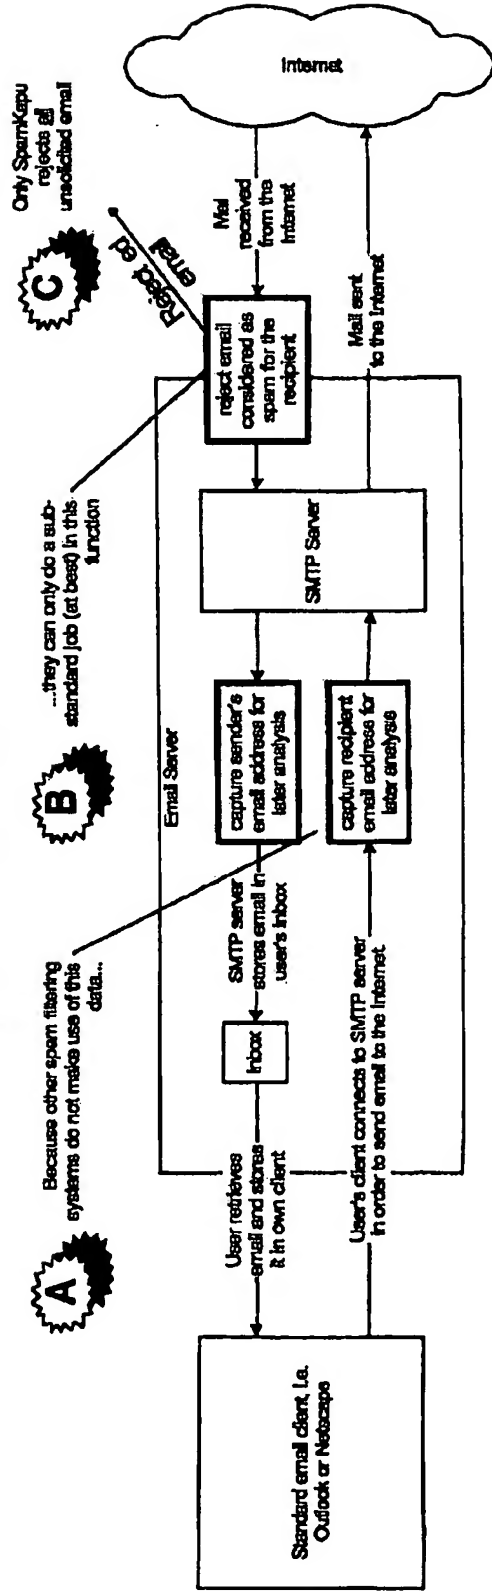 A
Because other spam filtering
systems do not make use of this
data...
B
...they can only do a sub-
standard job (at best) in this
function
C
Only SpamKapu
rejects all
unsolicited email
Email Server
Standard email client, i.e.
Outlook or Netscape
User retrieves
email and stores
it in own client
Inbox
SMTP server
stores email in
user's inbox
capture sender's
email address for
later analysis
SMTP Server
reject email
considered as
spam for the
recipient
Reject ed
email
Mail
received
from the
Internet
Internet
User's client connects to SMTP server
in order to send email to the Internet
capture recipient
email address for
later analysis
Mail sent
to the Internet